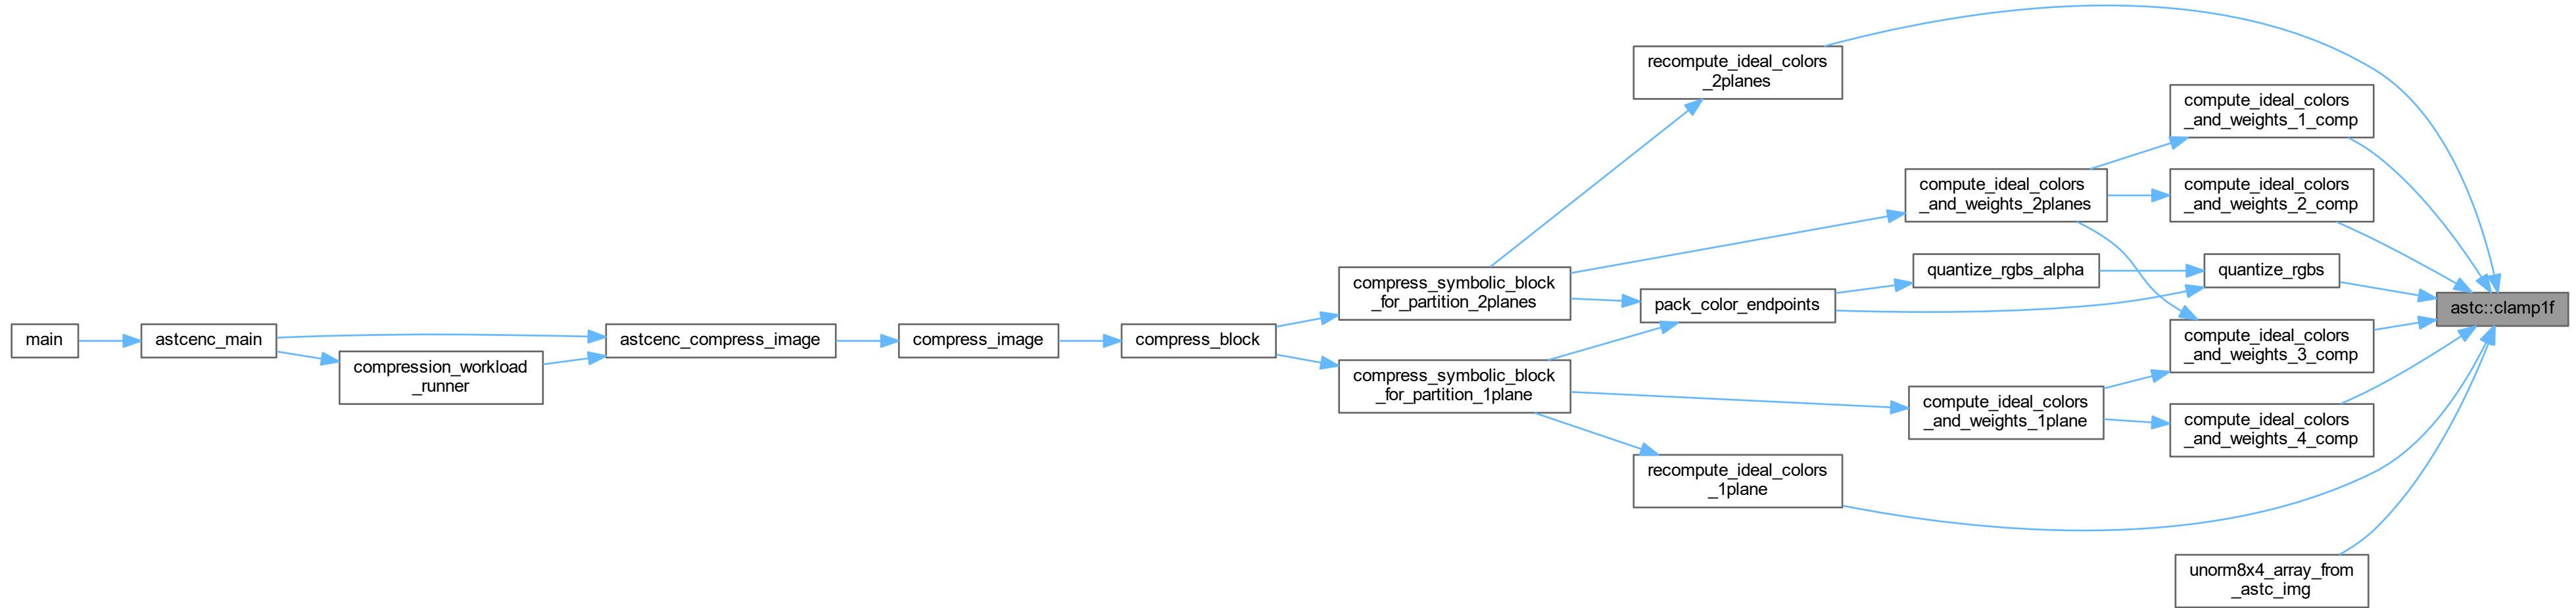 recompute_ideal_colors
_2planes
compute_ideal_colors
_and_weights_1_comp
compute_ideal_colors
_and_weights_2planes
compute_ideal_colors
_and_weights_2_comp
quantize_rgbs_alpha
quantize_rgbs
compress_symbolic_block
_for_partition_2planes
pack_color_endpoints
astc::clamp1f
main
astcenc_main
astcenc_compress_image
compress_image
compress_block
compute_ideal_colors
_and_weights_3_comp
compression_workload
_runner
compress_symbolic_block
_for_partition_1plane
compute_ideal_colors
_and_weights_1plane
compute_ideal_colors
_and_weights_4_comp
recompute_ideal_colors
_1plane
unorm8x4_array_from
_astc_img